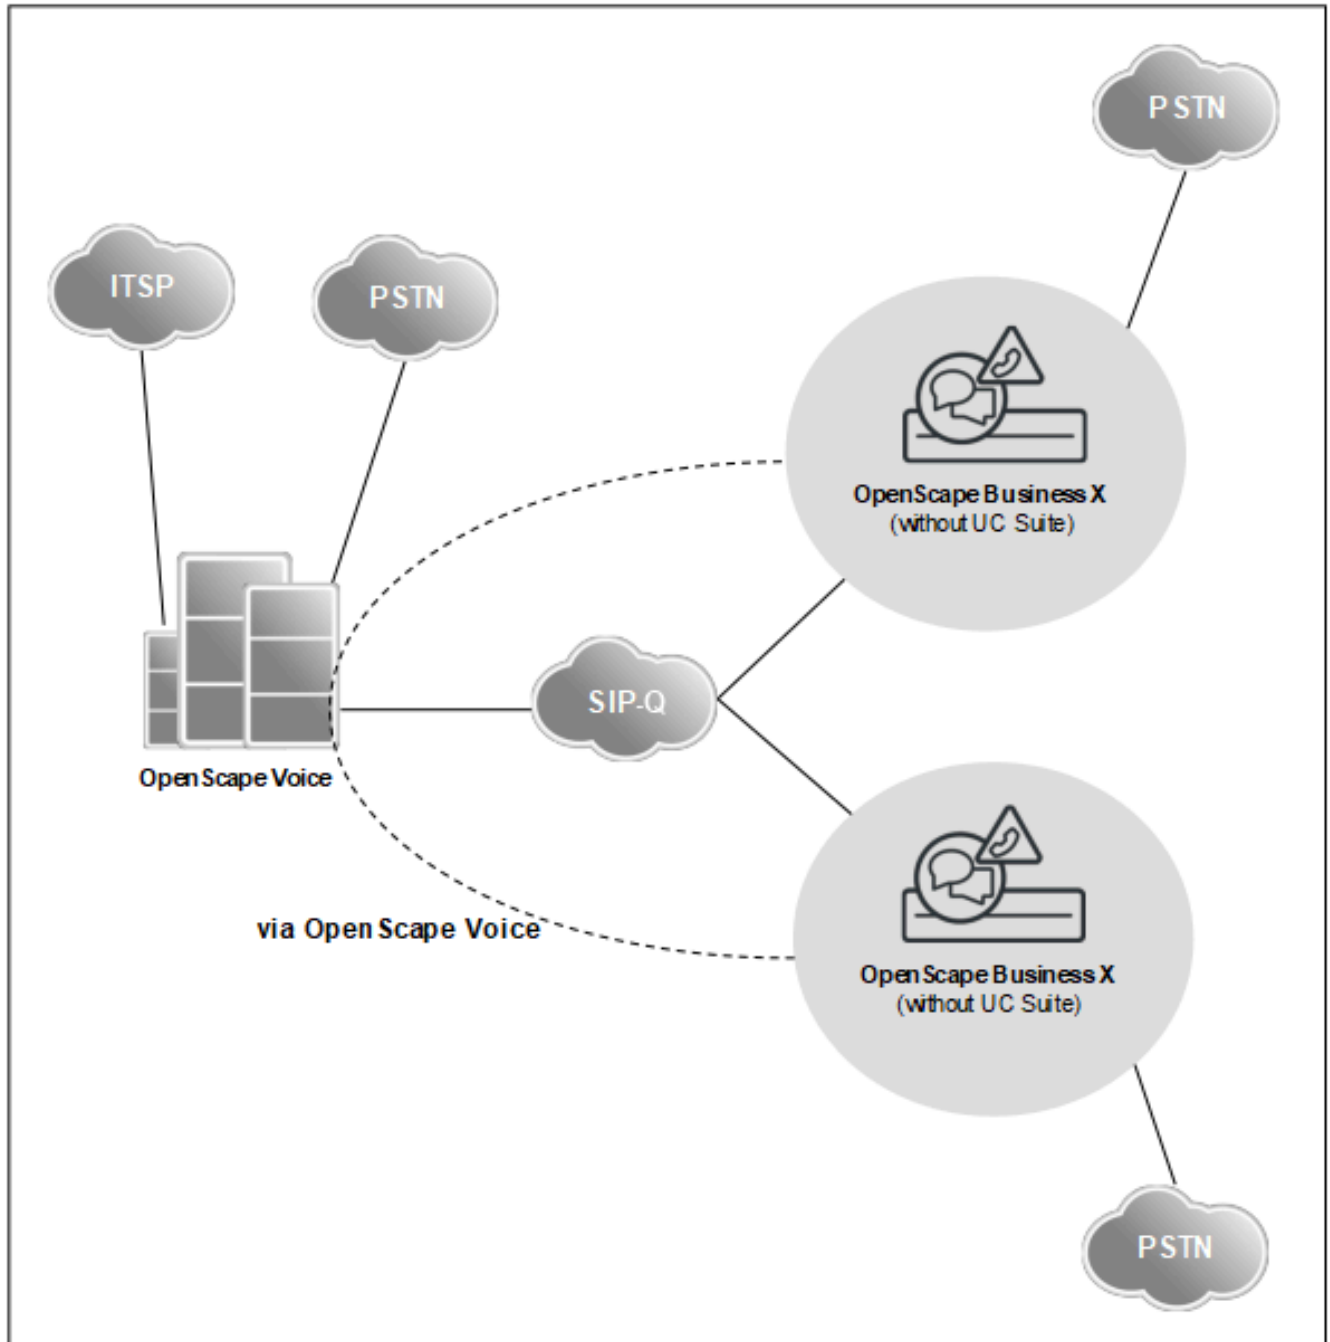 PSTN
ITSP
PSTN
OpenScape Business X
(without UC Suite)
SIP-Q
OpenScape Voice
via OpenScape Voice
OpenScape Business X
(without UC Suite)
PSTN